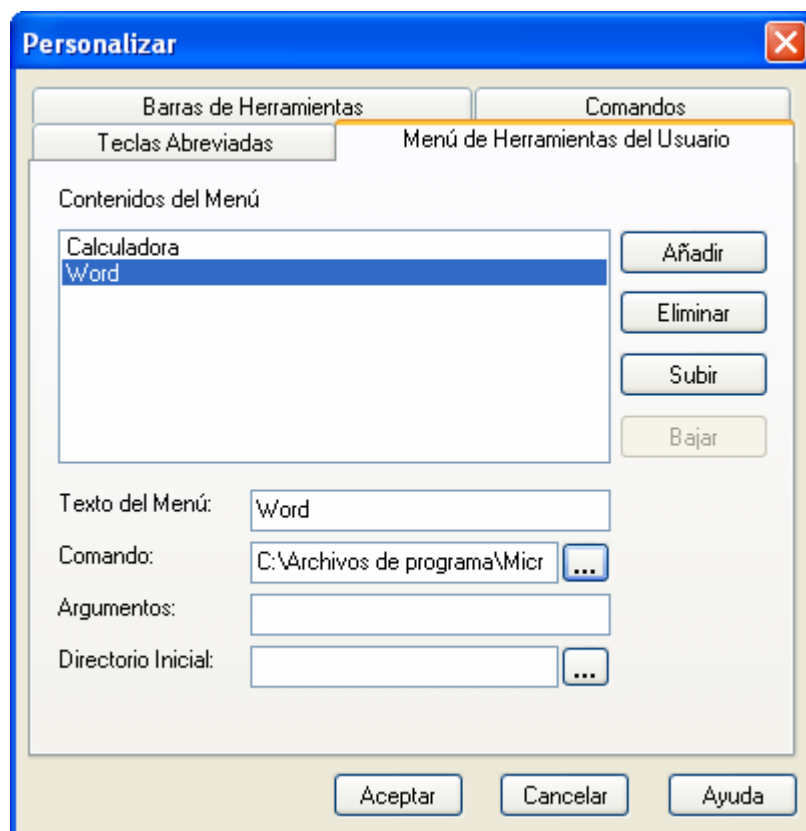 Personalizar
Barras de Herramientas Comandos
Teclas Abreviadas Menú de Herramientas del Usuario
Contenidos del Menú
Calculadora Añadir
Word
Eliminar
Subir
Bajar
Texto del Menú: Word
Comando: C:\Archivos de programa\Micr ...
Argumentos:
Directorio Inicial: ...
Aceptar Cancelar Ayuda